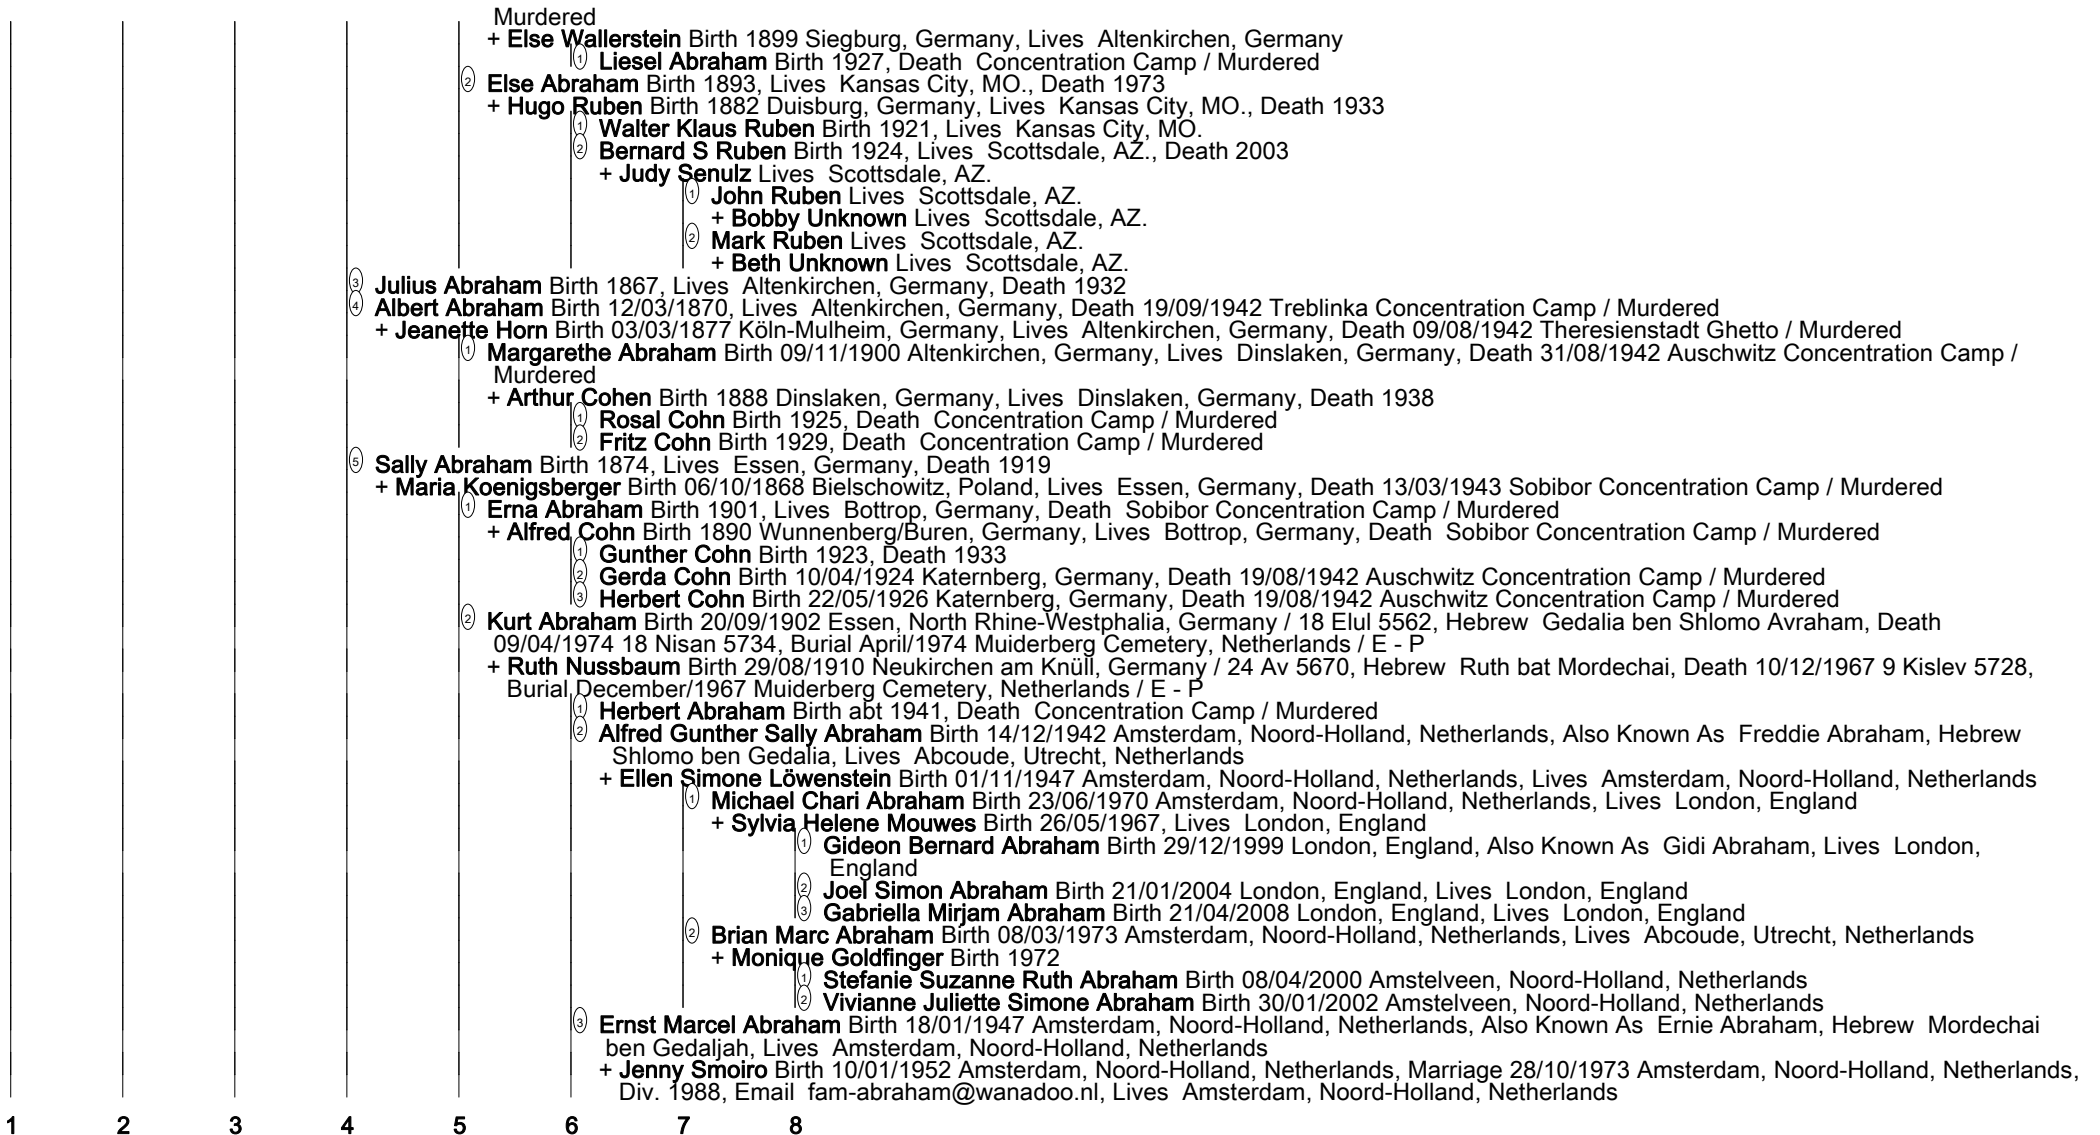 Murdered
+ Else Wallerstein Birth 1899 Siegburg, Germany, Lives Altenkirchen, Germany
1 Liesel Abraham Birth 1927, Death Concentration Camp / Murdered
2 Else Abraham Birth 1893, Lives Kansas City, MO., Death 1973
+ Hugo Ruben Birth 1882 Duisburg, Germany, Lives Kansas City, MO., Death 1933
1 Walter Klaus Ruben Birth 1921, Lives Kansas City, MO.
2 Bernard S Ruben Birth 1924, Lives Scottsdale, AZ., Death 2003
+ Judy Senulz Lives Scottsdale, AZ.
1 John Ruben Lives Scottsdale, AZ.
+ Bobby Unknown Lives Scottsdale, AZ.
2 Mark Ruben Lives Scottsdale, AZ.
+ Beth Unknown Lives Scottsdale, AZ.
3 Julius Abraham Birth 1867, Lives Altenkirchen, Germany, Death 1932
4 Albert Abraham Birth 12/03/1870, Lives Altenkirchen, Germany, Death 19/09/1942 Treblinka Concentration Camp / Murdered
+ Jeanette Horn Birth 03/03/1877 Köln-Mulheim, Germany, Lives Altenkirchen, Germany, Death 09/08/1942 Theresienstadt Ghetto / Murdered
1 Margarethe Abraham Birth 09/11/1900 Altenkirchen, Germany, Lives Dinslaken, Germany, Death 31/08/1942 Auschwitz Concentration Camp /
Murdered
+ Arthur Cohen Birth 1888 Dinslaken, Germany, Lives Dinslaken, Germany, Death 1938
1 Rosal Cohn Birth 1925, Death Concentration Camp / Murdered
2 Fritz Cohn Birth 1929, Death Concentration Camp / Murdered
5 Sally Abraham Birth 1874, Lives Essen, Germany, Death 1919
+ Maria Koenigsberger Birth 06/10/1868 Bielschowitz, Poland, Lives Essen, Germany, Death 13/03/1943 Sobibor Concentration Camp / Murdered
1 Erna Abraham Birth 1901, Lives Bottrop, Germany, Death Sobibor Concentration Camp / Murdered
+ Alfred Cohn Birth 1890 Wunnenberg/Buren, Germany, Lives Bottrop, Germany, Death Sobibor Concentration Camp / Murdered
1 Gunther Cohn Birth 1923, Death 1933
2 Gerda Cohn Birth 10/04/1924 Katernberg, Germany, Death 19/08/1942 Auschwitz Concentration Camp / Murdered
3 Herbert Cohn Birth 22/05/1926 Katernberg, Germany, Death 19/08/1942 Auschwitz Concentration Camp / Murdered
2 Kurt Abraham Birth 20/09/1902 Essen, North Rhine-Westphalia, Germany / 18 Elul 5562, Hebrew Gedalia ben Shlomo Avraham, Death
09/04/1974 18 Nisan 5734, Burial April/1974 Muiderberg Cemetery, Netherlands / E - P
+ Ruth Nussbaum Birth 29/08/1910 Neukirchen am Knüll, Germany / 24 Av 5670, Hebrew Ruth bat Mordechai, Death 10/12/1967 9 Kislev 5728,
Burial December/1967 Muiderberg Cemetery, Netherlands / E - P
1 Herbert Abraham Birth abt 1941, Death Concentration Camp / Murdered
2 Alfred Gunther Sally Abraham Birth 14/12/1942 Amsterdam, Noord-Holland, Netherlands, Also Known As Freddie Abraham, Hebrew
Shlomo ben Gedalia, Lives Abcoude, Utrecht, Netherlands
+ Ellen Simone Löwenstein Birth 01/11/1947 Amsterdam, Noord-Holland, Netherlands, Lives Amsterdam, Noord-Holland, Netherlands
1 Michael Chari Abraham Birth 23/06/1970 Amsterdam, Noord-Holland, Netherlands, Lives London, England
+ Sylvia Helene Mouwes Birth 26/05/1967, Lives London, England
1 Gideon Bernard Abraham Birth 29/12/1999 London, England, Also Known As Gidi Abraham, Lives London,
England
2 Joel Simon Abraham Birth 21/01/2004 London, England, Lives London, England
3 Gabriella Mirjam Abraham Birth 21/04/2008 London, England, Lives London, England
2 Brian Marc Abraham Birth 08/03/1973 Amsterdam, Noord-Holland, Netherlands, Lives Abcoude, Utrecht, Netherlands
+ Monique Goldfinger Birth 1972
1 Stefanie Suzanne Ruth Abraham Birth 08/04/2000 Amstelveen, Noord-Holland, Netherlands
2 Vivianne Juliette Simone Abraham Birth 30/01/2002 Amstelveen, Noord-Holland, Netherlands
3 Ernst Marcel Abraham Birth 18/01/1947 Amsterdam, Noord-Holland, Netherlands, Also Known As Ernie Abraham, Hebrew Mordechai
ben Gedaljah, Lives Amsterdam, Noord-Holland, Netherlands
+ Jenny Smoiro Birth 10/01/1952 Amsterdam, Noord-Holland, Netherlands, Marriage 28/10/1973 Amsterdam, Noord-Holland, Netherlands,
Div. 1988, Email fam-abraham@wanadoo.nl, Lives Amsterdam, Noord-Holland, Netherlands
1 2 3 4 5 6 7 8